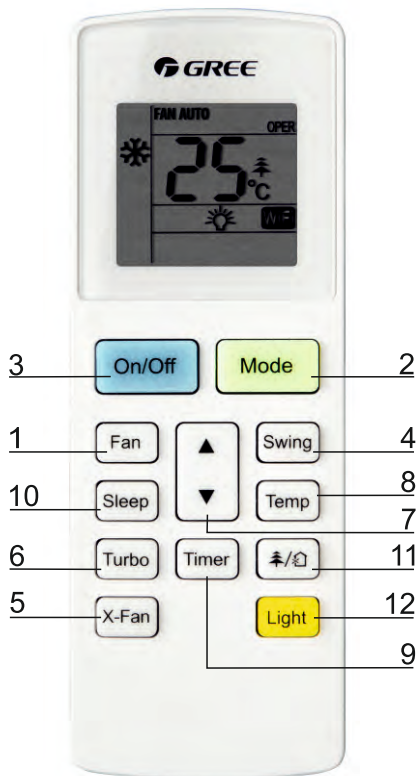 GREE
FAN AUTO
OPER
25°C
3 On/Off Mode 2
1 Fan ▲ Swing 4
10 Sleep ▼ Temp 8
7
6 Turbo Timer 11
5 X-Fan Light 12
9